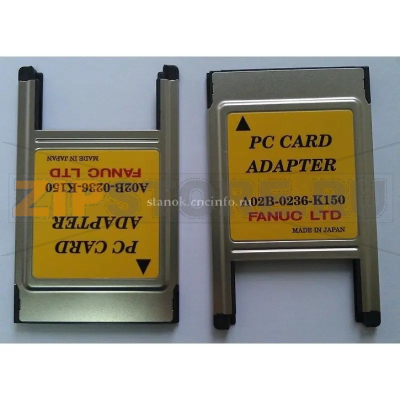 PC CARD
ADAPTER
A02B-0236-K150
FANUC LTD
MADE IN JAPAN
PC CARD
ADAPTER
A02B-0236-K150
FANUC LTD
MADE IN JAPAN
stanok.cncinfo.ru